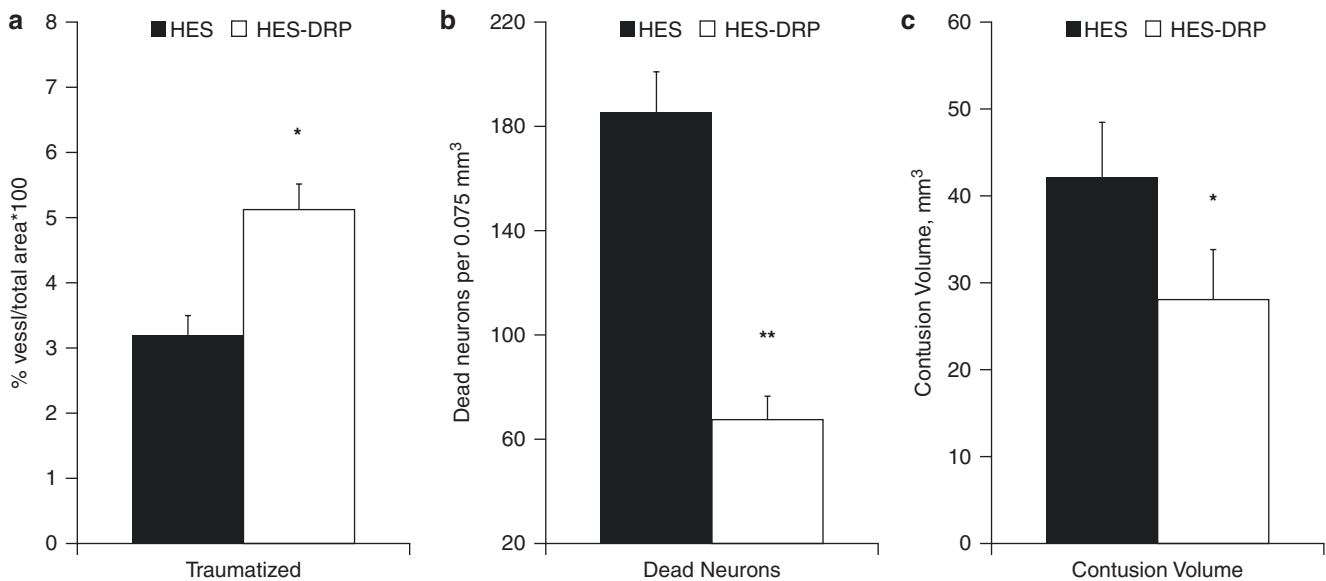 a
HES HES-DRP
% vessl/total area*100
8
7
6
5
4
3
2
1
0
*
Traumatized
b
HES HES-DRP
Dead neurons per 0.075 mm³
220
180
140
100
60
20
**
Dead Neurons
c
HES HES-DRP
Contusion Volume, mm³
60
50
40
30
20
10
0
*
Contusion Volume